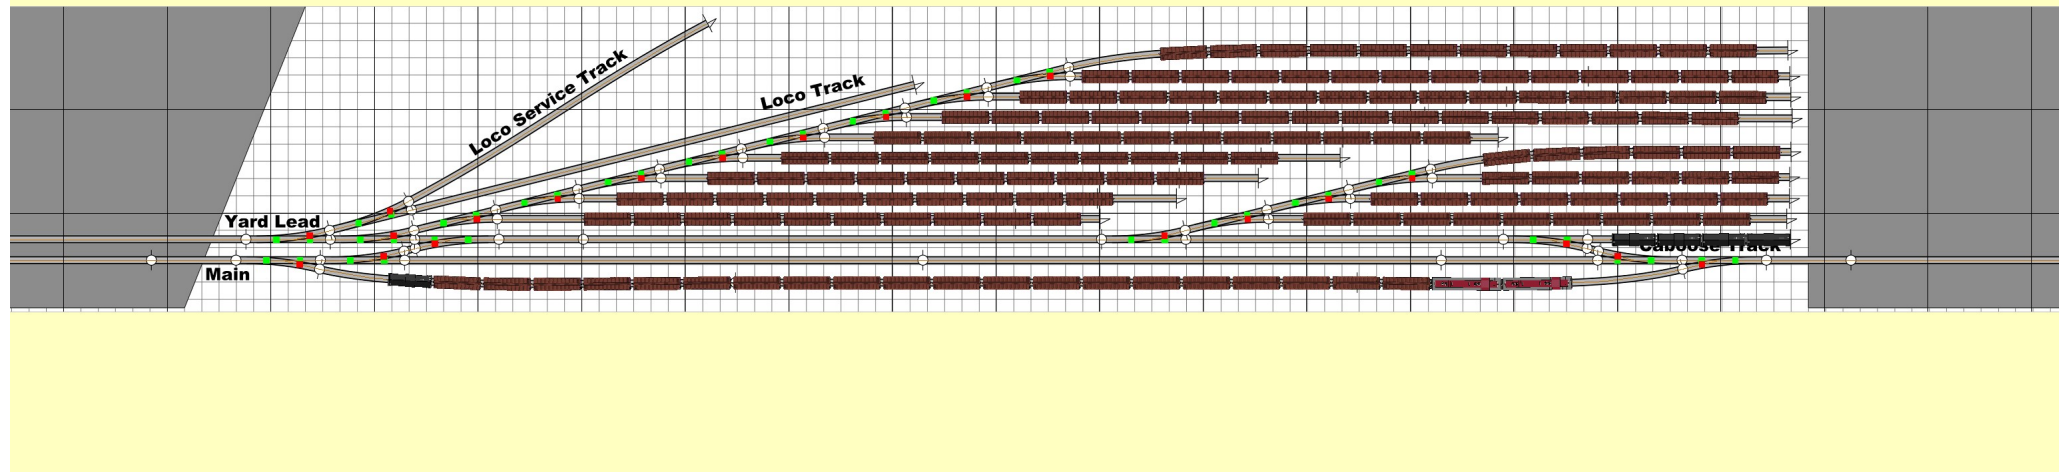 Loco Service Track
Loco Track
Yard Lead
Caboose Track
Main